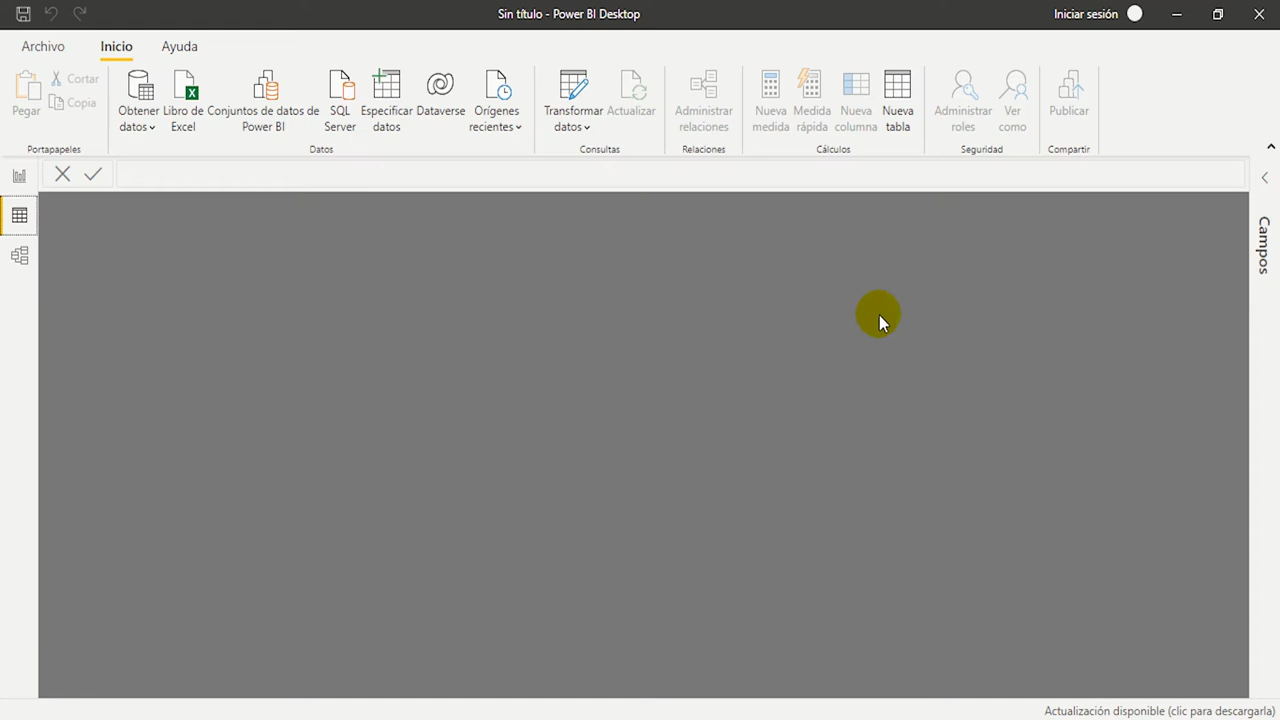 Sin título - Power BI Desktop
Iniciar sesión
Archivo
Inicio
Ayuda
Pegar
Cortar
Copia
Portapapeles
Obtener
datos
Libro de
Excel
Conjuntos de datos de
Power BI
SQL
Server
Especificar
datos
Dataverse
Orígenes
recientes
Datos
Transformar
datos
Actualizar
Consultas
Administrar
relaciones
Relaciones
Nueva
medida
Medida
rápida
Nueva
columna
Nueva
tabla
Cálculos
Administrar
roles
Ver
como
Seguridad
Publicar
Compartir
Campos
Actualización disponible (clic para descargarla)